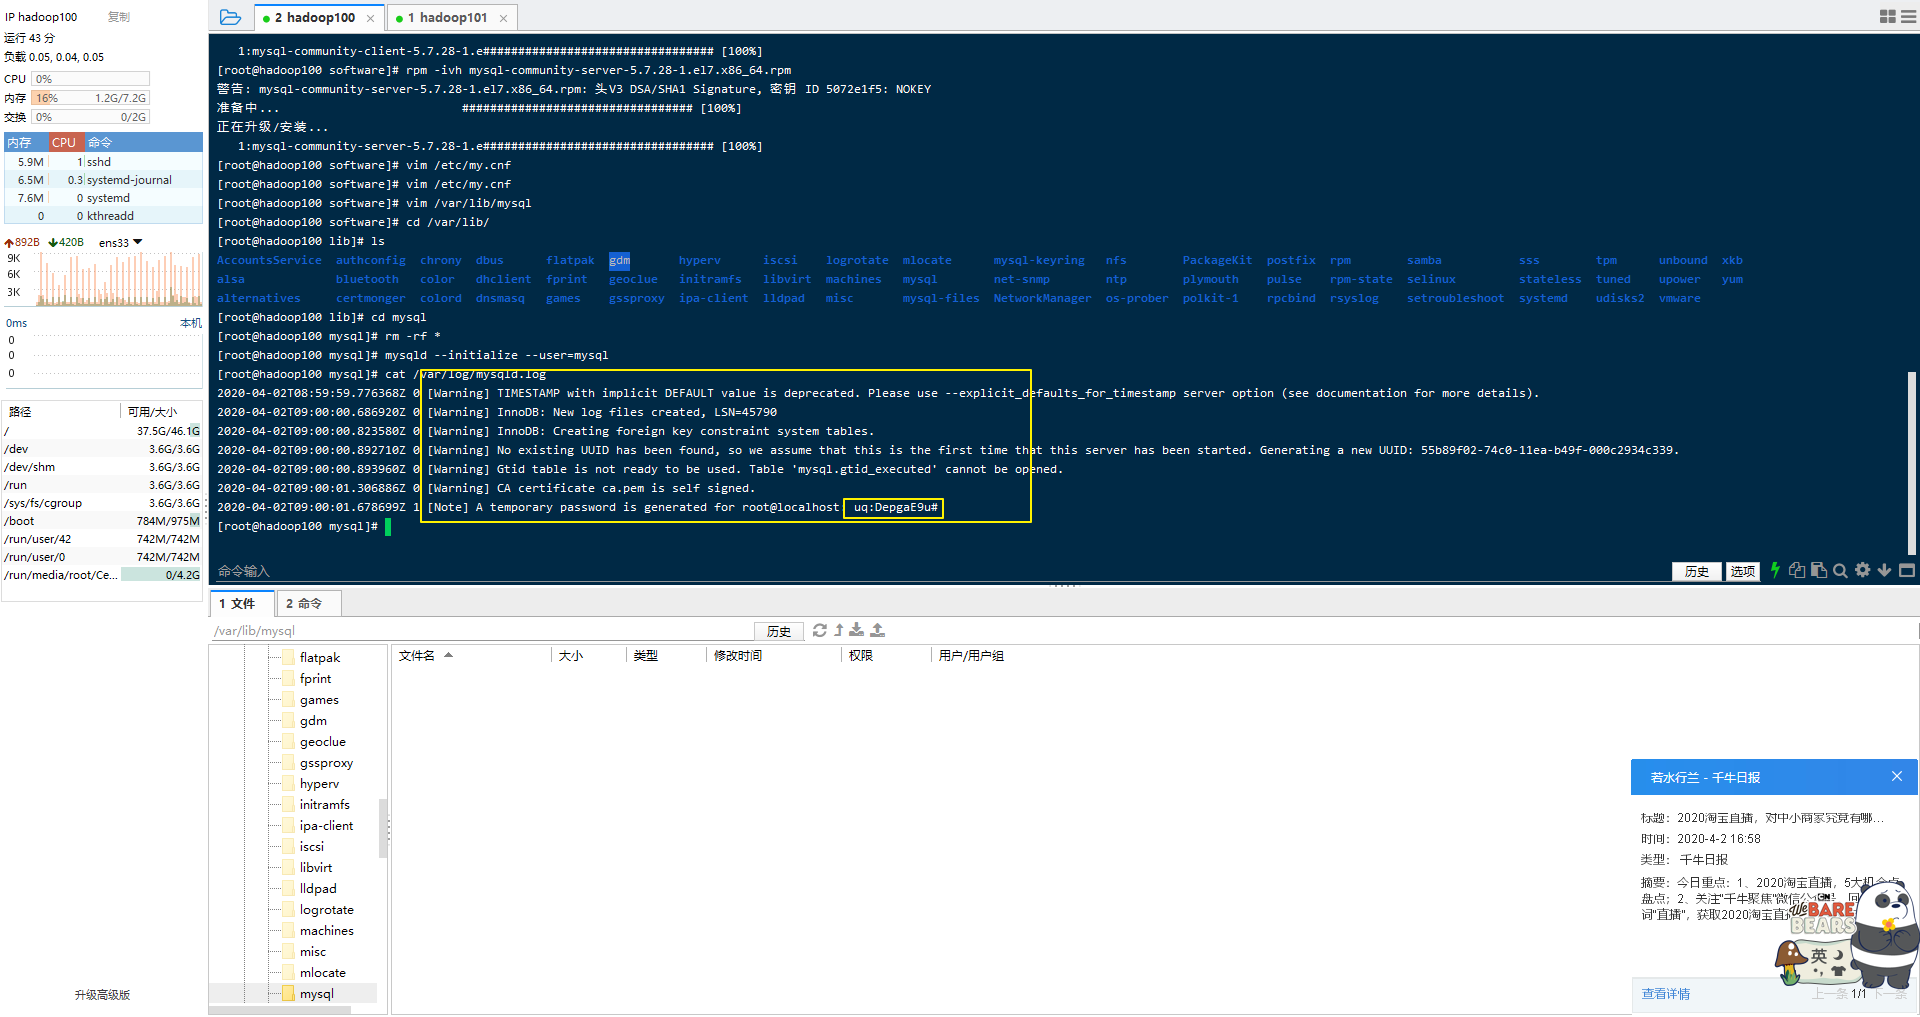 IP hadoop100 复制
运行 43 分
负载 0.05, 0.04, 0.05
CPU 0%
内存 16% 1.2G/7.2G
交换 0% 0/2G
内存 CPU 命令
5.9M 1 sshd
6.5M 0.3 systemd-journal
7.6M 0 systemd
0 0 kthreadd
892B 420B ens33
9K
6K
3K
0ms 本机
0
0
0
路径 可用/大小
/ 37.5G/46.1G
/dev 3.6G/3.6G
/dev/shm 3.6G/3.6G
/run 3.6G/3.6G
/sys/fs/cgroup 3.6G/3.6G
/boot 784M/975M
/run/user/42 742M/742M
/run/user/0 742M/742M
/run/media/root/Ce... 0/4.2G
升级高级版
2 hadoop100 1 hadoop101
1:mysql-community-client-5.7.28-1.e################################# [100%]
[root@hadoop100 software]# rpm -ivh mysql-community-server-5.7.28-1.el7.x86_64.rpm
警告: mysql-community-server-5.7.28-1.el7.x86_64.rpm: 头V3 DSA/SHA1 Signature, 密钥 ID 5072e1f5: NOKEY
准备中... ################################# [100%]
正在升级/安装...
1:mysql-community-server-5.7.28-1.e################################# [100%]
[root@hadoop100 software]# vim /etc/my.cnf
[root@hadoop100 software]# vim /etc/my.cnf
[root@hadoop100 software]# vim /var/lib/mysql
[root@hadoop100 software]# cd /var/lib/
[root@hadoop100 lib]# ls
AccountsService authconfig chrony dbus flatpak gdm hyperv iscsi logrotate mlocate mysql-keyring nfs PackageKit postfix rpm samba sss tpm unbound xkb
alsa bluetooth color dhclient fprint geoclue initramfs libvirt machines mysql net-snmp ntp plymouth pulse rpm-state selinux stateless tuned upower yum
alternatives certmonger colord dnsmasq games gssproxy ipa-client lldpad misc mysql-files NetworkManager os-prober polkit-1 rpcbind rsyslog setroubleshoot systemd udisks2 vmware
[root@hadoop100 lib]# cd mysql
[root@hadoop100 mysql]# rm -rf *
[root@hadoop100 mysql]# mysqld --initialize --user=mysql
[root@hadoop100 mysql]# cat /var/log/mysqld.log
2020-04-02T08:59:59.776368Z 0 [Warning] TIMESTAMP with implicit DEFAULT value is deprecated. Please use --explicit_defaults_for_timestamp server option (see documentation for more details).
2020-04-02T09:00:00.686920Z 0 [Warning] InnoDB: New log files created, LSN=45790
2020-04-02T09:00:00.823580Z 0 [Warning] InnoDB: Creating foreign key constraint system tables.
2020-04-02T09:00:00.892710Z 0 [Warning] No existing UUID has been found, so we assume that this is the first time that this server has been started. Generating a new UUID: 55b89f02-74c0-11ea-b49f-000c2934c339.
2020-04-02T09:00:00.893960Z 0 [Warning] Gtid table is not ready to be used. Table 'mysql.gtid_executed' cannot be opened.
2020-04-02T09:00:01.306886Z 0 [Warning] CA certificate ca.pem is self signed.
2020-04-02T09:00:01.678699Z 1 [Note] A temporary password is generated for root@localhost uq:DepgaE9u#
[root@hadoop100 mysql]#
命令输入 历史 选项
1 文件 2 命令
/var/lib/mysql 历史
文件名 大小 类型 修改时间 权限 用户/用户组
flatpak
fprint
games
gdm
geoclue
gssproxy
hyperv
initramfs
ipa-client
iscsi
libvirt
lldpad
logrotate
machines
misc
mlocate
mysql
若水行兰 - 千牛日报
标题: 2020淘宝直播，对中小商家究竟有哪...
时间: 2020-4-2 16:58
类型: 千牛日报
摘要: 今日重点: 1、2020淘宝直播，5大机会点
盘点; 2、关注"千牛聚焦"微信公
词"直播"，获取2020淘宝直
We BARE BEARS
英
查看详情 上一条 1/1 下一条